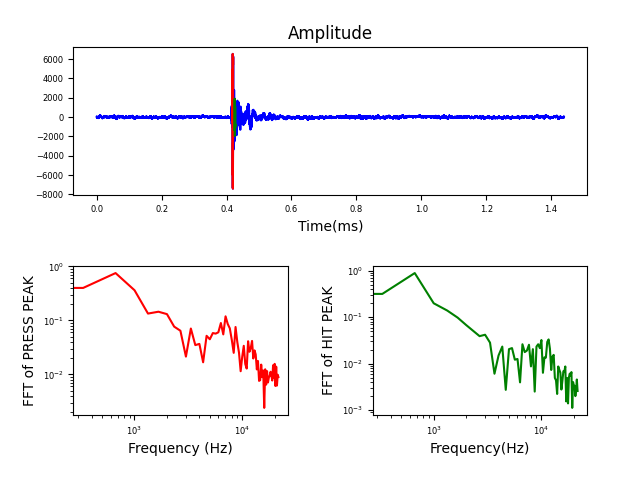 Amplitude
6000
4000
2000
0
−2000
−4000
−6000
−8000
0.0 0.2 0.4 0.6 0.8 1.0 1.2 1.4
Time(ms)
FFT of PRESS PEAK
10⁰
10⁻¹
10⁻²
10³ 10⁴
Frequency (Hz)
FFT of HIT PEAK
10⁰
10⁻¹
10⁻²
10⁻³
10³ 10⁴
Frequency(Hz)